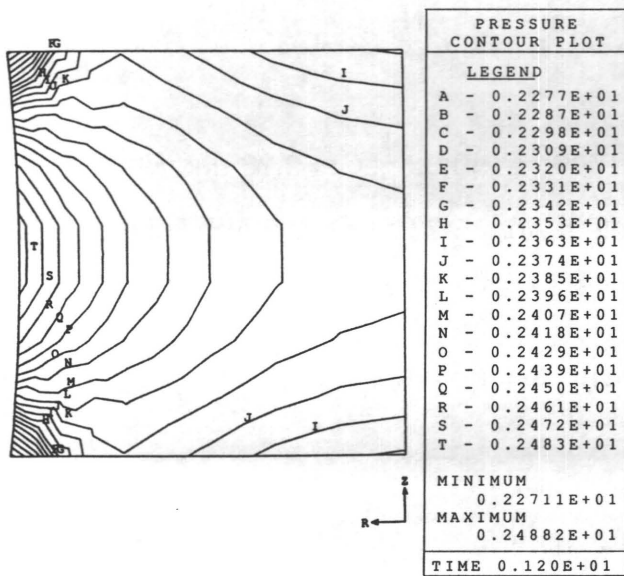 PRESSURE
CONTOUR PLOT
LEGEND
A - 0.2277E+01
B - 0.2287E+01
C - 0.2298E+01
D - 0.2309E+01
E - 0.2320E+01
F - 0.2331E+01
G - 0.2342E+01
H - 0.2353E+01
I - 0.2363E+01
J - 0.2374E+01
K - 0.2385E+01
L - 0.2396E+01
M - 0.2407E+01
N - 0.2418E+01
O - 0.2429E+01
P - 0.2439E+01
Q - 0.2450E+01
R - 0.2461E+01
S - 0.2472E+01
T - 0.2483E+01
MINIMUM
0.22711E+01
MAXIMUM
0.24882E+01
TIME 0.120E+01
K
I
J
T
S
R
Q
P
O
N
M
L
K
J
I
Z
R